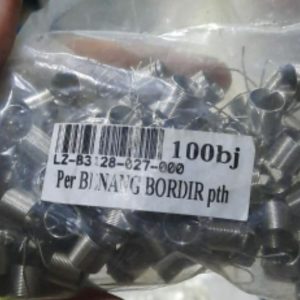 100bj
LZ-83128-027-000
Per BENANG BORDIR pth